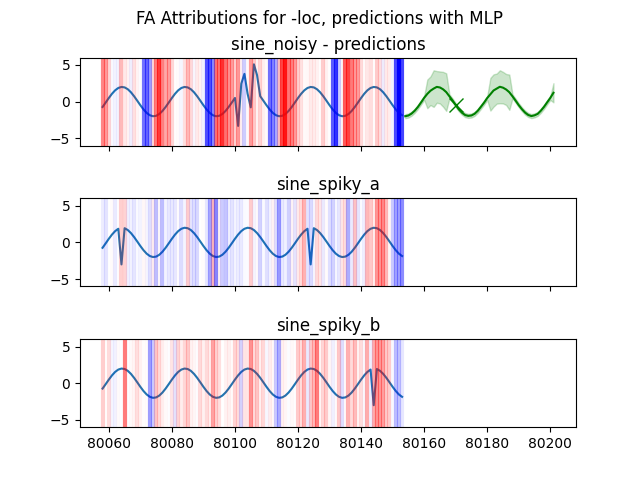 FA Attributions for -loc, predictions with MLP
sine_noisy - predictions
5
0
−5
sine_spiky_a
5
0
−5
sine_spiky_b
5
0
−5
80060 80080 80100 80120 80140 80160 80180 80200